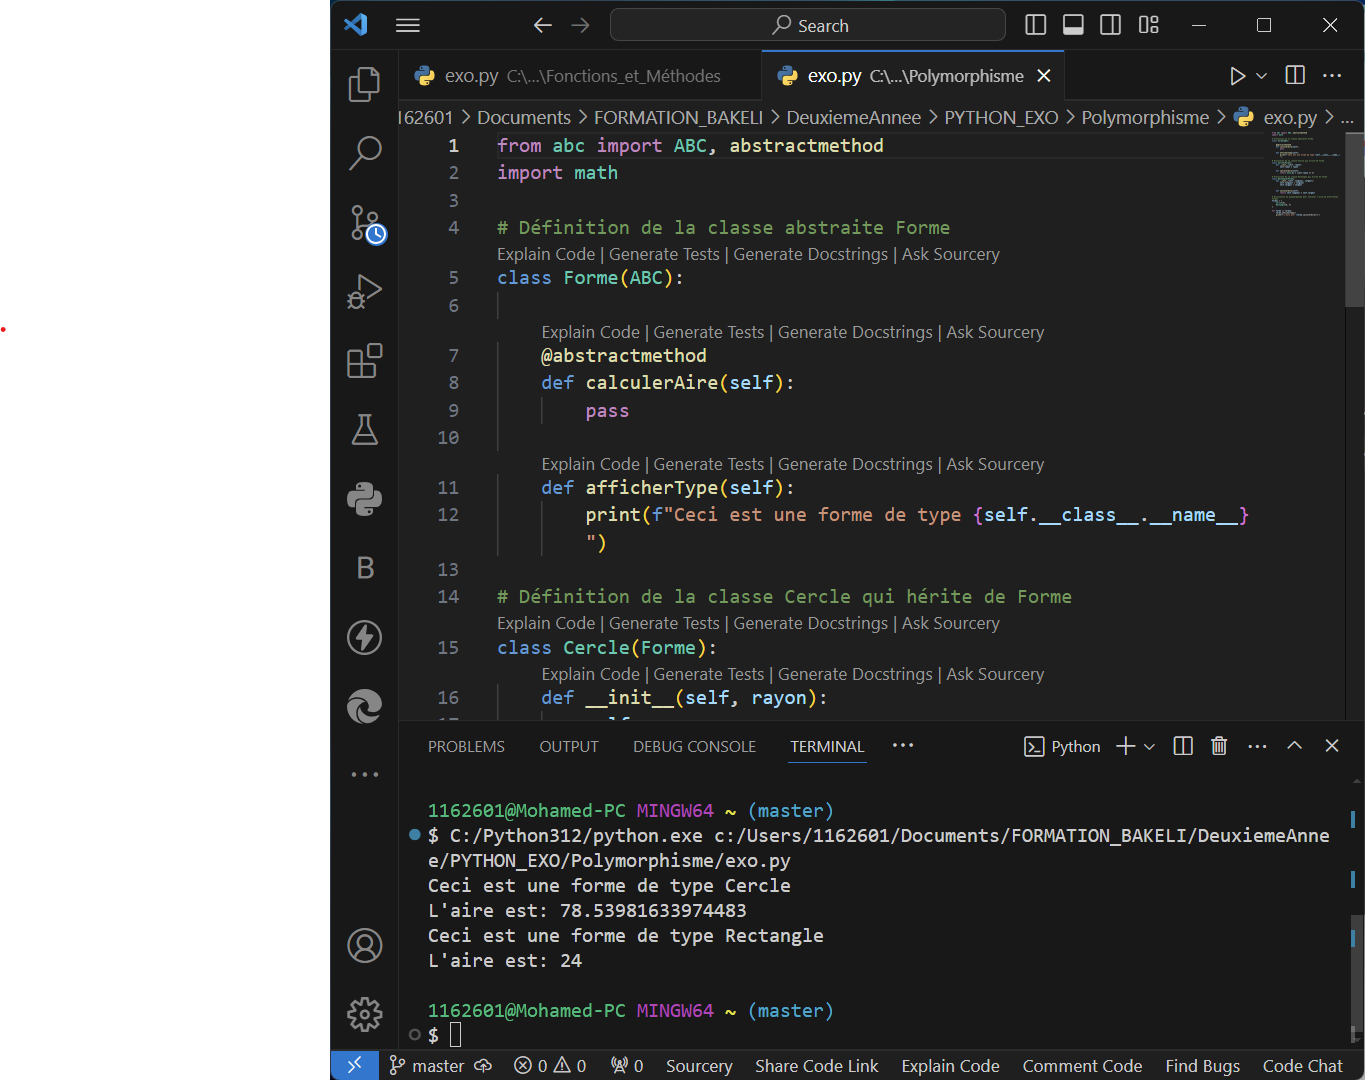 Search
exo.py C:\...\Fonctions_et_Méthodes
exo.py C:\...\Polymorphisme
162601 > Documents > FORMATION_BAKELI > DeuxiemeAnnee > PYTHON_EXO > Polymorphisme > exo.py > ...
1 from abc import ABC, abstractmethod
2 import math
3
4 # Définition de la classe abstraite Forme
Explain Code | Generate Tests | Generate Docstrings | Ask Sourcery
5 class Forme(ABC):
6
Explain Code | Generate Tests | Generate Docstrings | Ask Sourcery
7 @abstractmethod
8 def calculerAire(self):
9 pass
10
Explain Code | Generate Tests | Generate Docstrings | Ask Sourcery
11 def afficherType(self):
12 print(f"Ceci est une forme de type {self.__class__.__name__}
")
13
14 # Définition de la classe Cercle qui hérite de Forme
Explain Code | Generate Tests | Generate Docstrings | Ask Sourcery
15 class Cercle(Forme):
Explain Code | Generate Tests | Generate Docstrings | Ask Sourcery
16 def __init__(self, rayon):
PROBLEMS OUTPUT DEBUG CONSOLE TERMINAL ... Python
1162601@Mohamed-PC MINGW64 ~ (master)
$ C:/Python312/python.exe c:/Users/1162601/Documents/FORMATION_BAKELI/DeuxiemeAnne
e/PYTHON_EXO/Polymorphisme/exo.py
Ceci est une forme de type Cercle
L'aire est: 78.53981633974483
Ceci est une forme de type Rectangle
L'aire est: 24
1162601@Mohamed-PC MINGW64 ~ (master)
$
master 0 0 0 Sourcery Share Code Link Explain Code Comment Code Find Bugs Code Chat